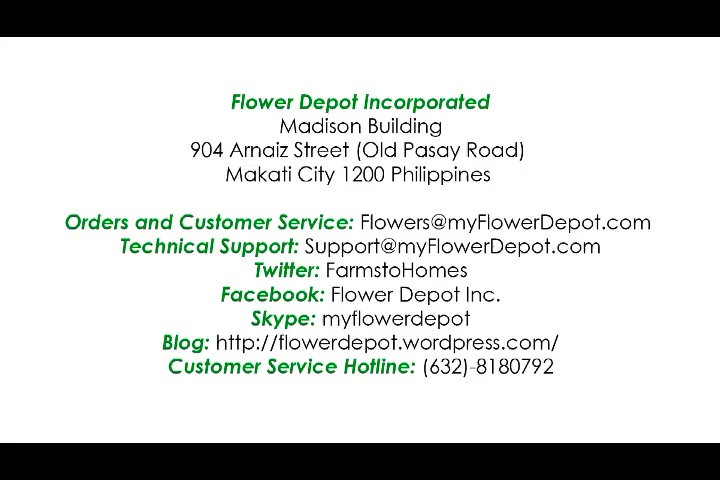 Flower Depot Incorporated
Madison Building
904 Arnaiz Street (Old Pasay Road)
Makati City 1200 Philippines
Orders and Customer Service: Flowers@myFlowerDepot.com
Technical Support: Support@myFlowerDepot.com
Twitter: FarmstoHomes
Facebook: Flower Depot Inc.
Skype: myflowerdepot
Blog: http://flowerdepot.wordpress.com/
Customer Service Hotline: (632)-8180792